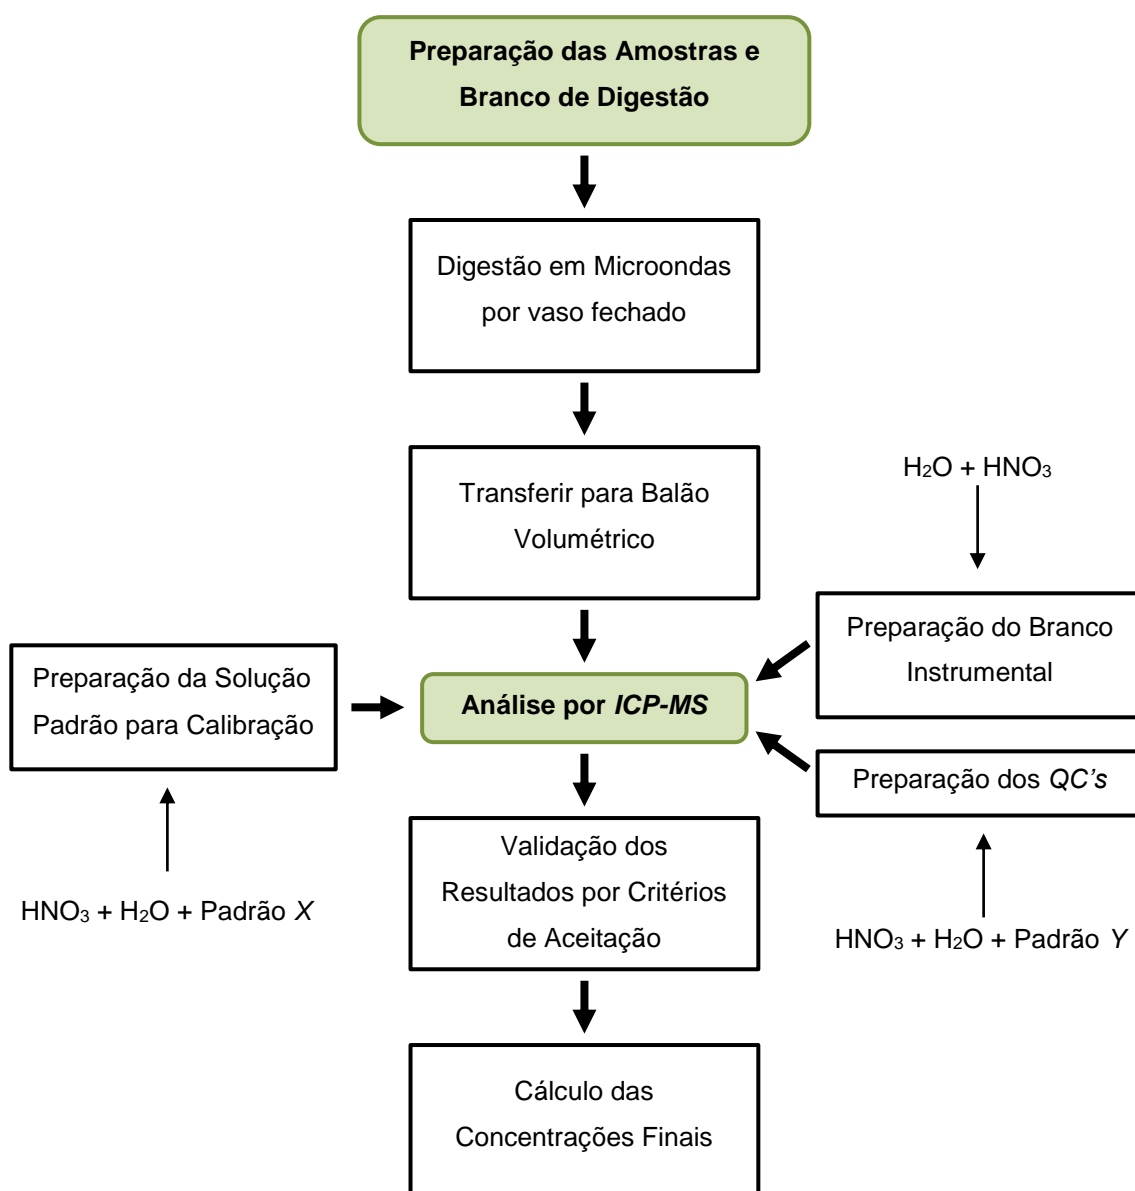 Preparação das Amostras e
Branco de Digestão
Digestão em Microondas
por vaso fechado
Transferir para Balão
Volumétrico
H₂O + HNO₃
Preparação do Branco
Instrumental
Preparação da Solução
Padrão para Calibração
Análise por ICP-MS
Preparação dos QC's
HNO₃ + H₂O + Padrão X
Validação dos
Resultados por Critérios
de Aceitação
HNO₃ + H₂O + Padrão Y
Cálculo das
Concentrações Finais